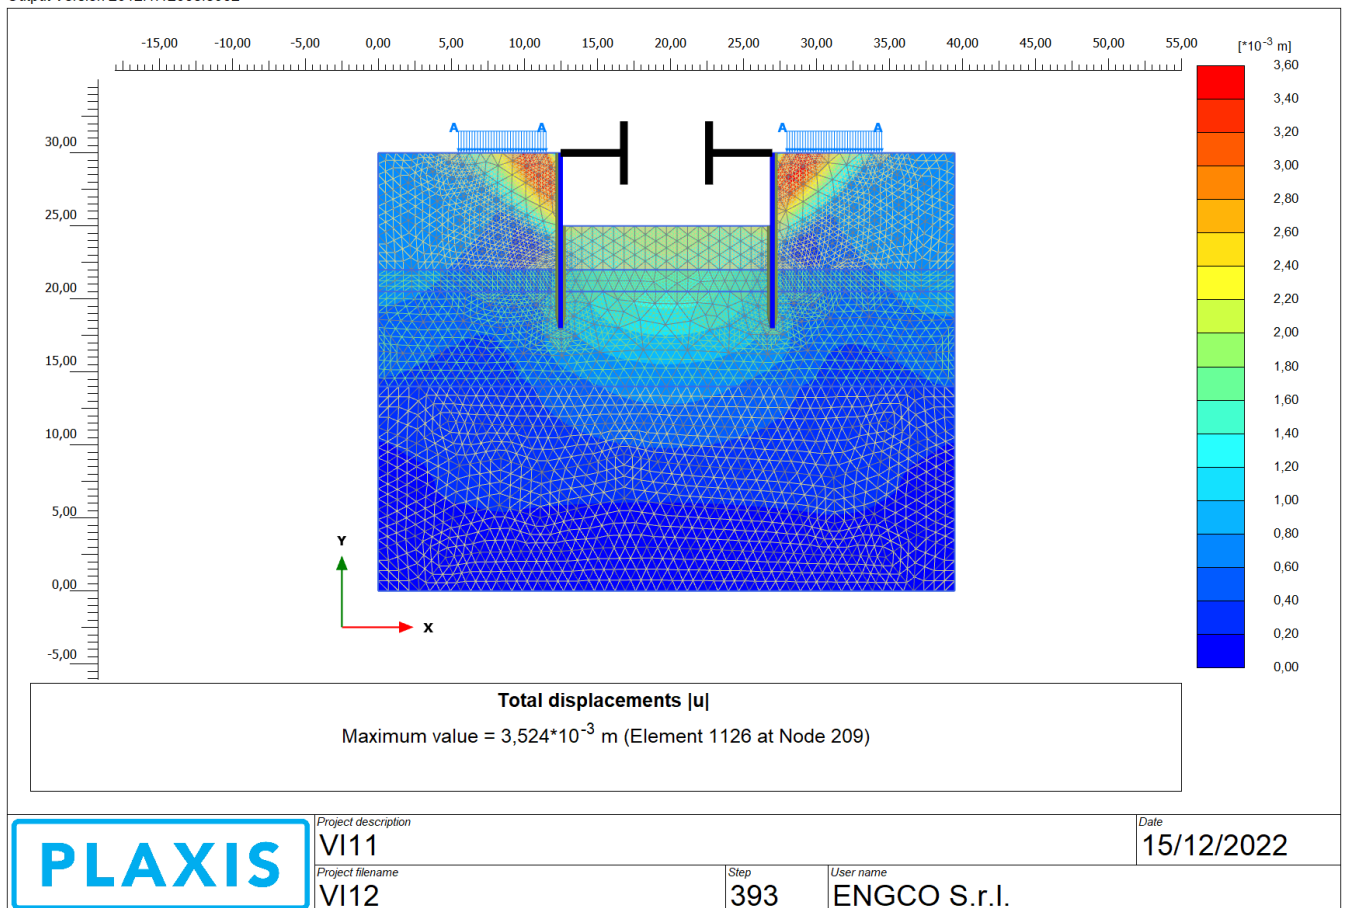 -15,00 -10,00 -5,00 0,00 5,00 10,00 15,00 20,00 25,00 30,00 35,00 40,00 45,00 50,00 55,00
[*10-3 m]
3,60
3,40
3,20
3,00
2,80
2,60
2,40
2,20
2,00
1,80
1,60
1,40
1,20
1,00
0,80
0,60
0,40
0,20
0,00
30,00
25,00
20,00
15,00
10,00
5,00
0,00
-5,00
A A A A
Y
X
Total displacements |u|
Maximum value = 3,524*10-3 m (Element 1126 at Node 209)
PLAXIS
Project description
VI11
Date
15/12/2022
Project filename
VI12
Step
393
User name
ENGCO S.r.l.